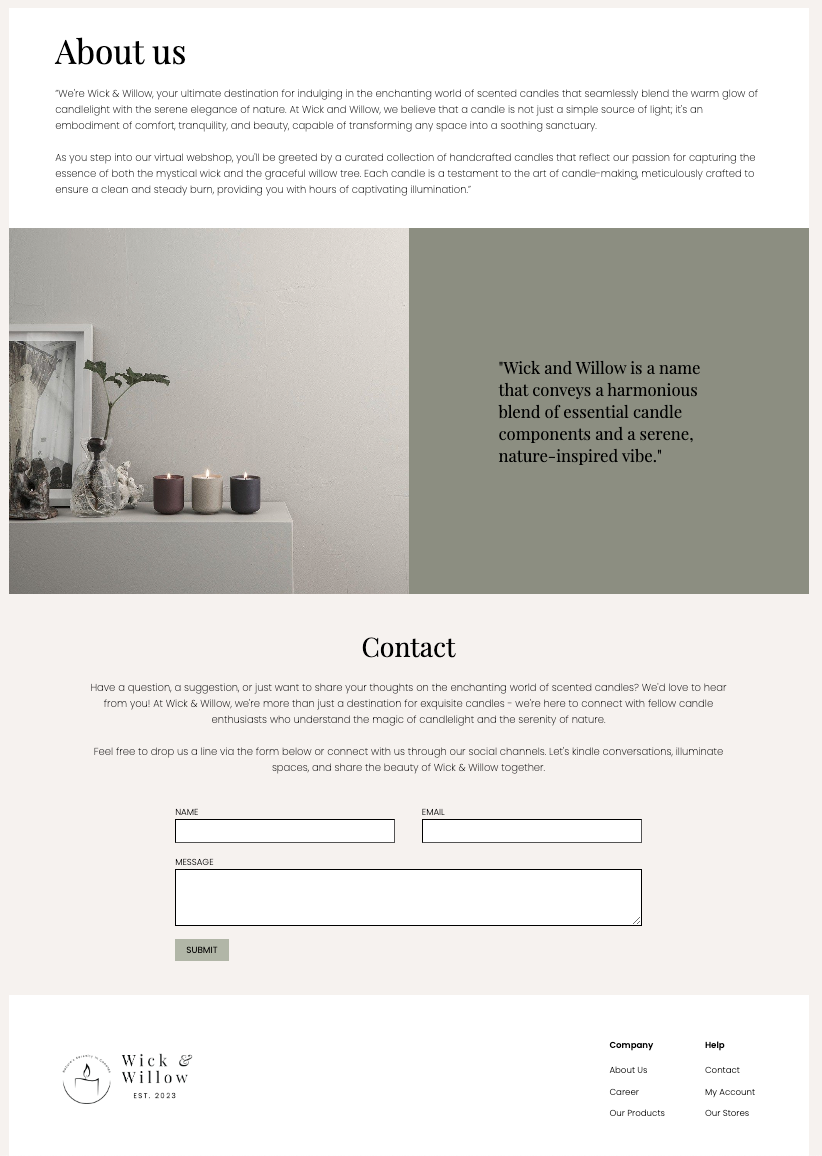 About us
“We're Wick & Willow, your ultimate destination for indulging in the enchanting world of scented candles that seamlessly blend the warm glow of
candlelight with the serene elegance of nature. At Wick and Willow, we believe that a candle is not just a simple source of light; it's an
embodiment of comfort, tranquility, and beauty, capable of transforming any space into a soothing sanctuary.
As you step into our virtual webshop, you'll be greeted by a curated collection of handcrafted candles that reflect our passion for capturing the
essence of both the mystical wick and the graceful willow tree. Each candle is a testament to the art of candle-making, meticulously crafted to
ensure a clean and steady burn, providing you with hours of captivating illumination.”
"Wick and Willow is a name
that conveys a harmonious
blend of essential candle
components and a serene,
nature-inspired vibe."
Contact
Have a question, a suggestion, or just want to share your thoughts on the enchanting world of scented candles? We'd love to hear
from you! At Wick & Willow, we're more than just a destination for exquisite candles - we're here to connect with fellow candle
enthusiasts who understand the magic of candlelight and the serenity of nature.
Feel free to drop us a line via the form below or connect with us through our social channels. Let's kindle conversations, illuminate
spaces, and share the beauty of Wick & Willow together.
NAME
EMAIL
MESSAGE
SUBMIT
Wick &
Willow
EST. 2023
Company
About Us
Career
Our Products
Help
Contact
My Account
Our Stores